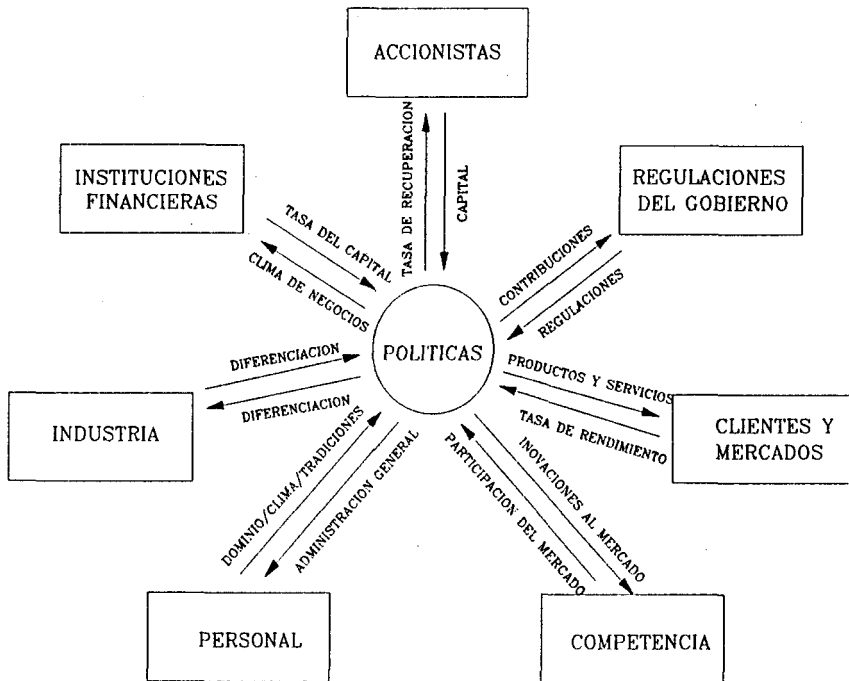 ACCIONISTAS
INSTITUCIONES
FINANCIERAS
REGULACIONES
DEL GOBIERNO
TASA DE RECUPERACION
CAPITAL
TASA DEL CAPITAL
CLIMA DE NEGOCIOS
CONTRIBUCIONES
REGULACIONES
POLITICAS
DIFERENCIACION
DIFERENCIACION
PRODUCTOS Y SERVICIOS
TASA DE RENDIMIENTO
INDUSTRIA
CLIENTES Y
MERCADOS
DOMINIO/CLIMA/TRADICIONES
ADMINISTRACION GENERAL
PARTICIPACION DEL MERCADO
INOVACIONES AL MERCADO
PERSONAL
COMPETENCIA